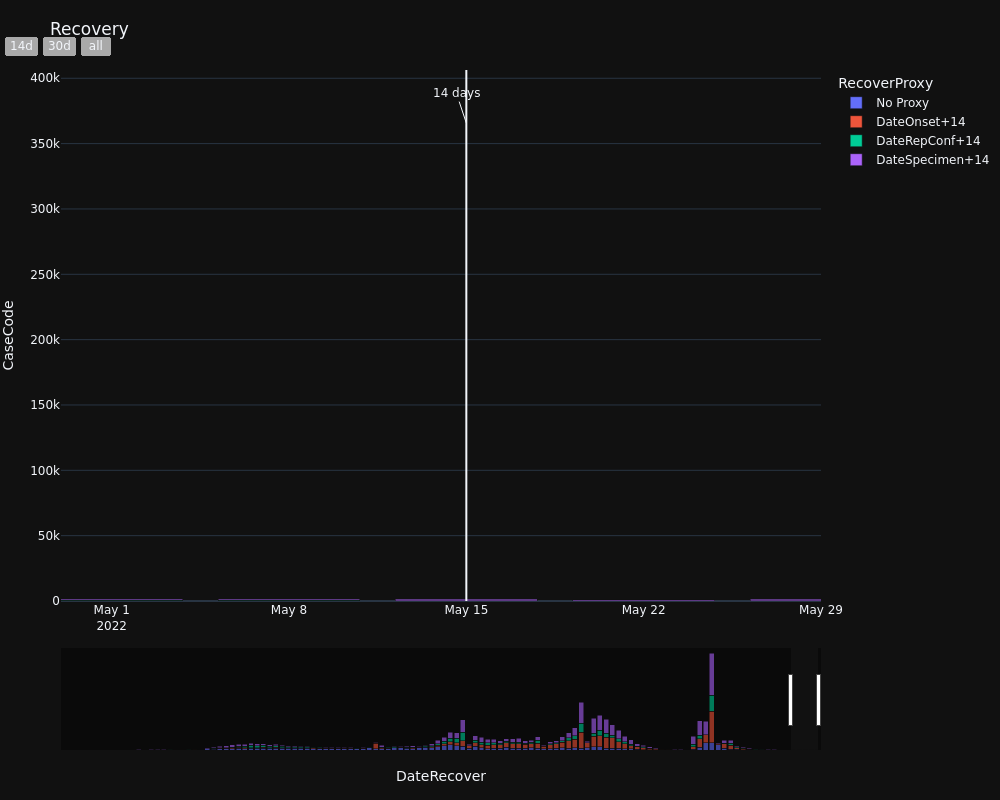 Recovery
14d 30d all
400k
350k
300k
250k
200k
150k
100k
50k
0
CaseCode
14 days
May 1
2022
May 8
May 15
May 22
May 29
DateRecover
RecoverProxy
No Proxy
DateOnset+14
DateRepConf+14
DateSpecimen+14